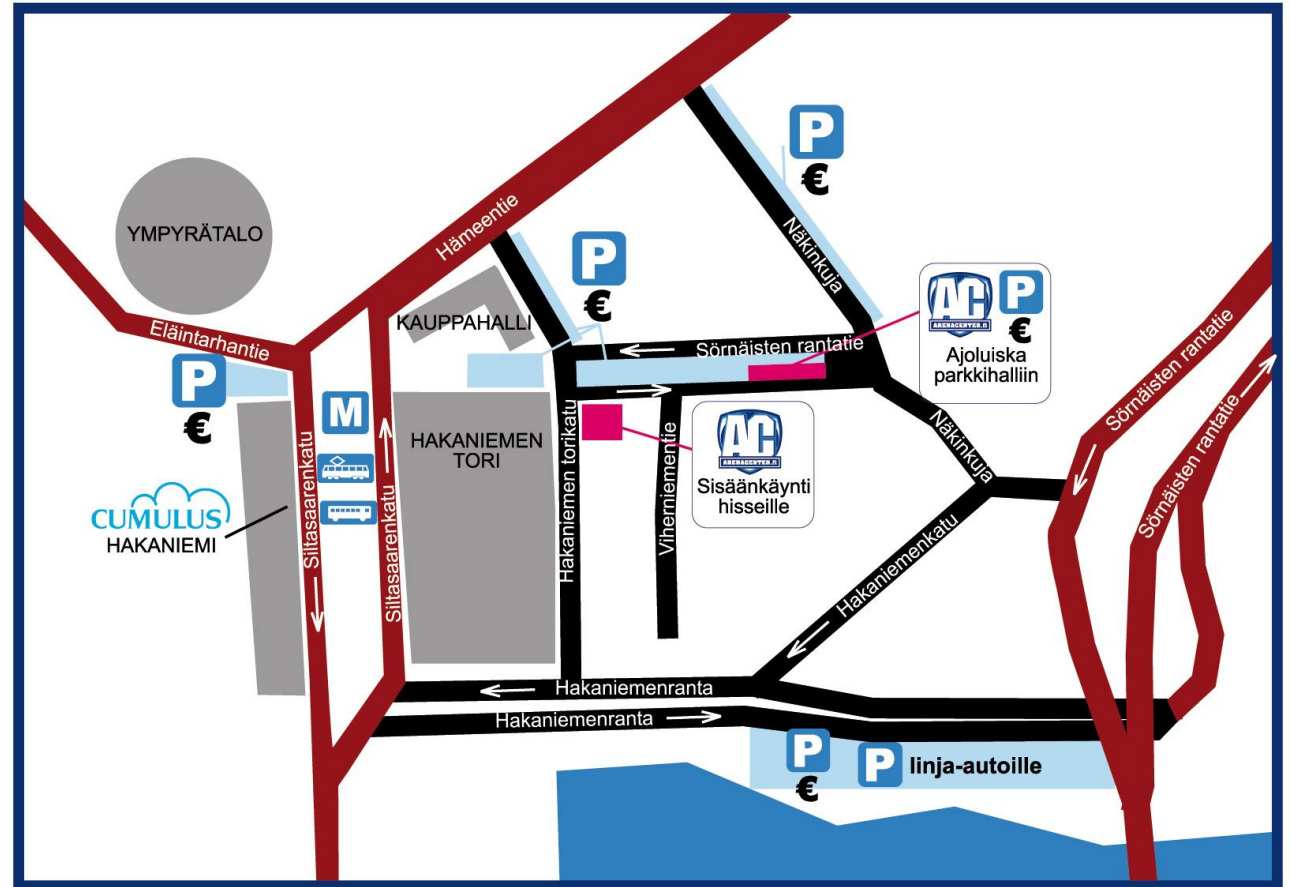 P
€
YMPYRÄTALO
Hämeentie
Näkinkuja
P
€
KAUPPAHALLI
AC
ARENACENTER.FI
P
€
Ajoluiska
parkkihalliin
Eläintarhantie
Sörnäisten rantatie
P
€
M
HAKANIEMEN
TORI
AC
ARENACENTER.FI
Sisäänkäynti
hisseille
Näkinkuja
Sörnäisten rantatie
Sörnäisten rantatie
CUMULUS
HAKANIEMI
Siltasaarenkatu
Siltasaarenkatu
Hakaniemen torikatu
Viherniementie
Hakaniemenkatu
Hakaniemenranta
Hakaniemenranta
P
€
P linja-autoille